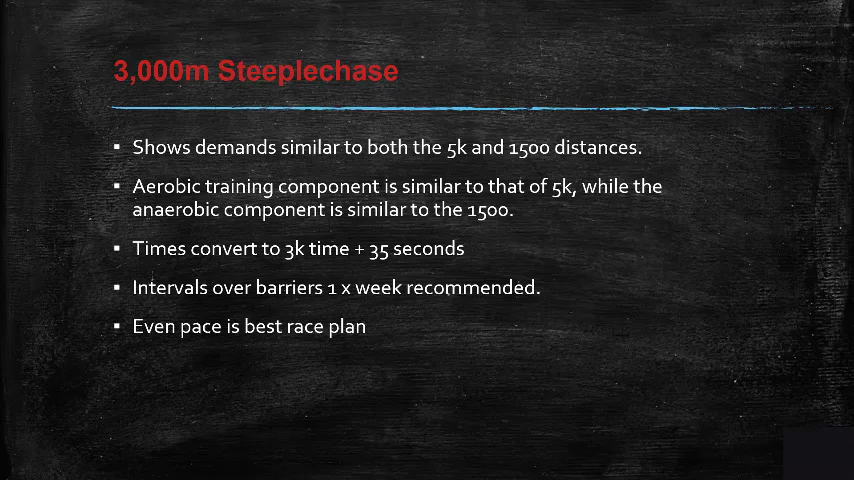 3,000m Steeplechase
▪ Shows demands similar to both the 5k and 1500 distances.
▪ Aerobic training component is similar to that of 5k, while the
anaerobic component is similar to the 1500.
▪ Times convert to 3k time + 35 seconds
▪ Intervals over barriers 1 x week recommended.
▪ Even pace is best race plan